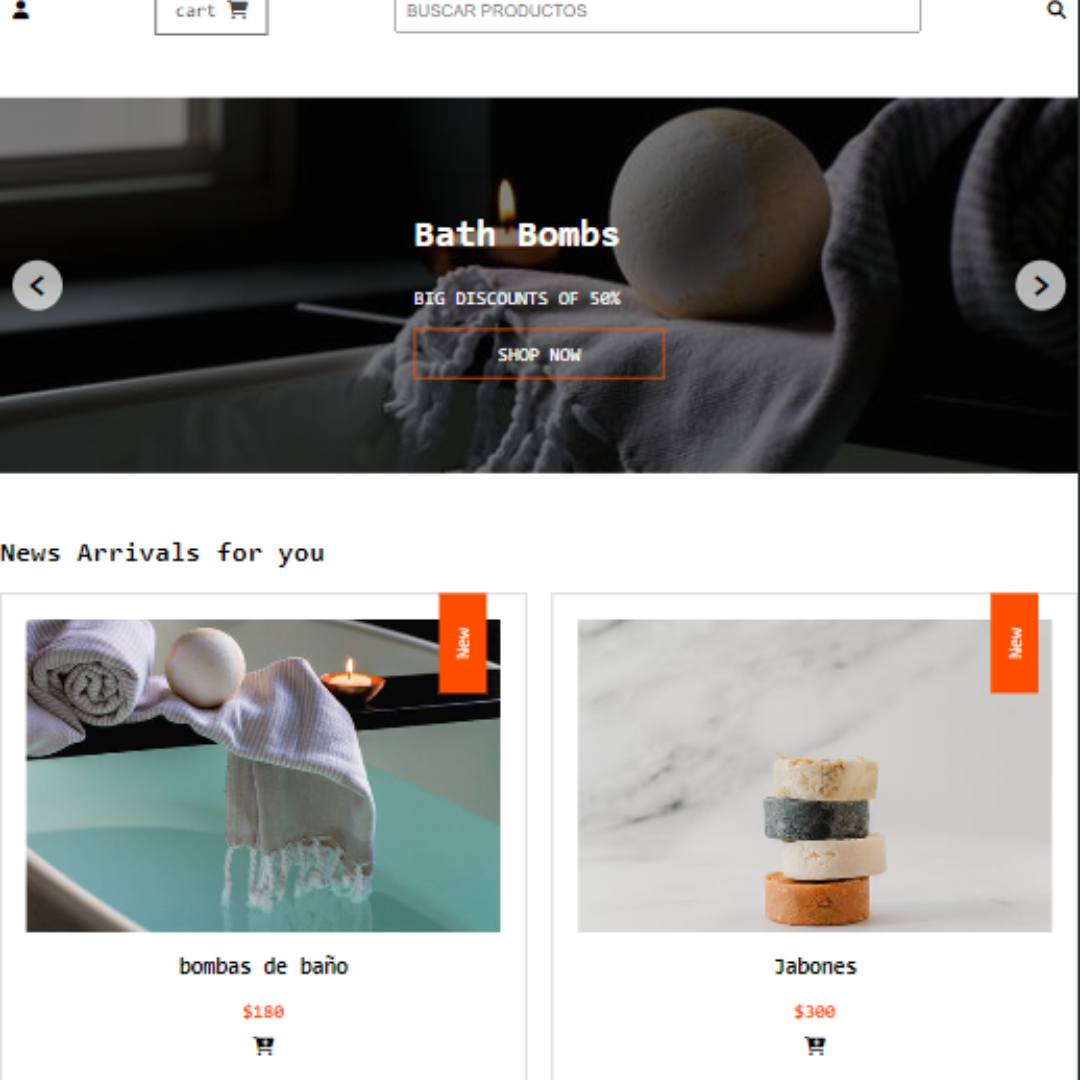 cart
BUSCAR PRODUCTOS
Bath Bombs
BIG DISCOUNTS OF 50%
SHOP NOW
News Arrivals for you
New
New
bombas de baño
Jabones
$180
$300